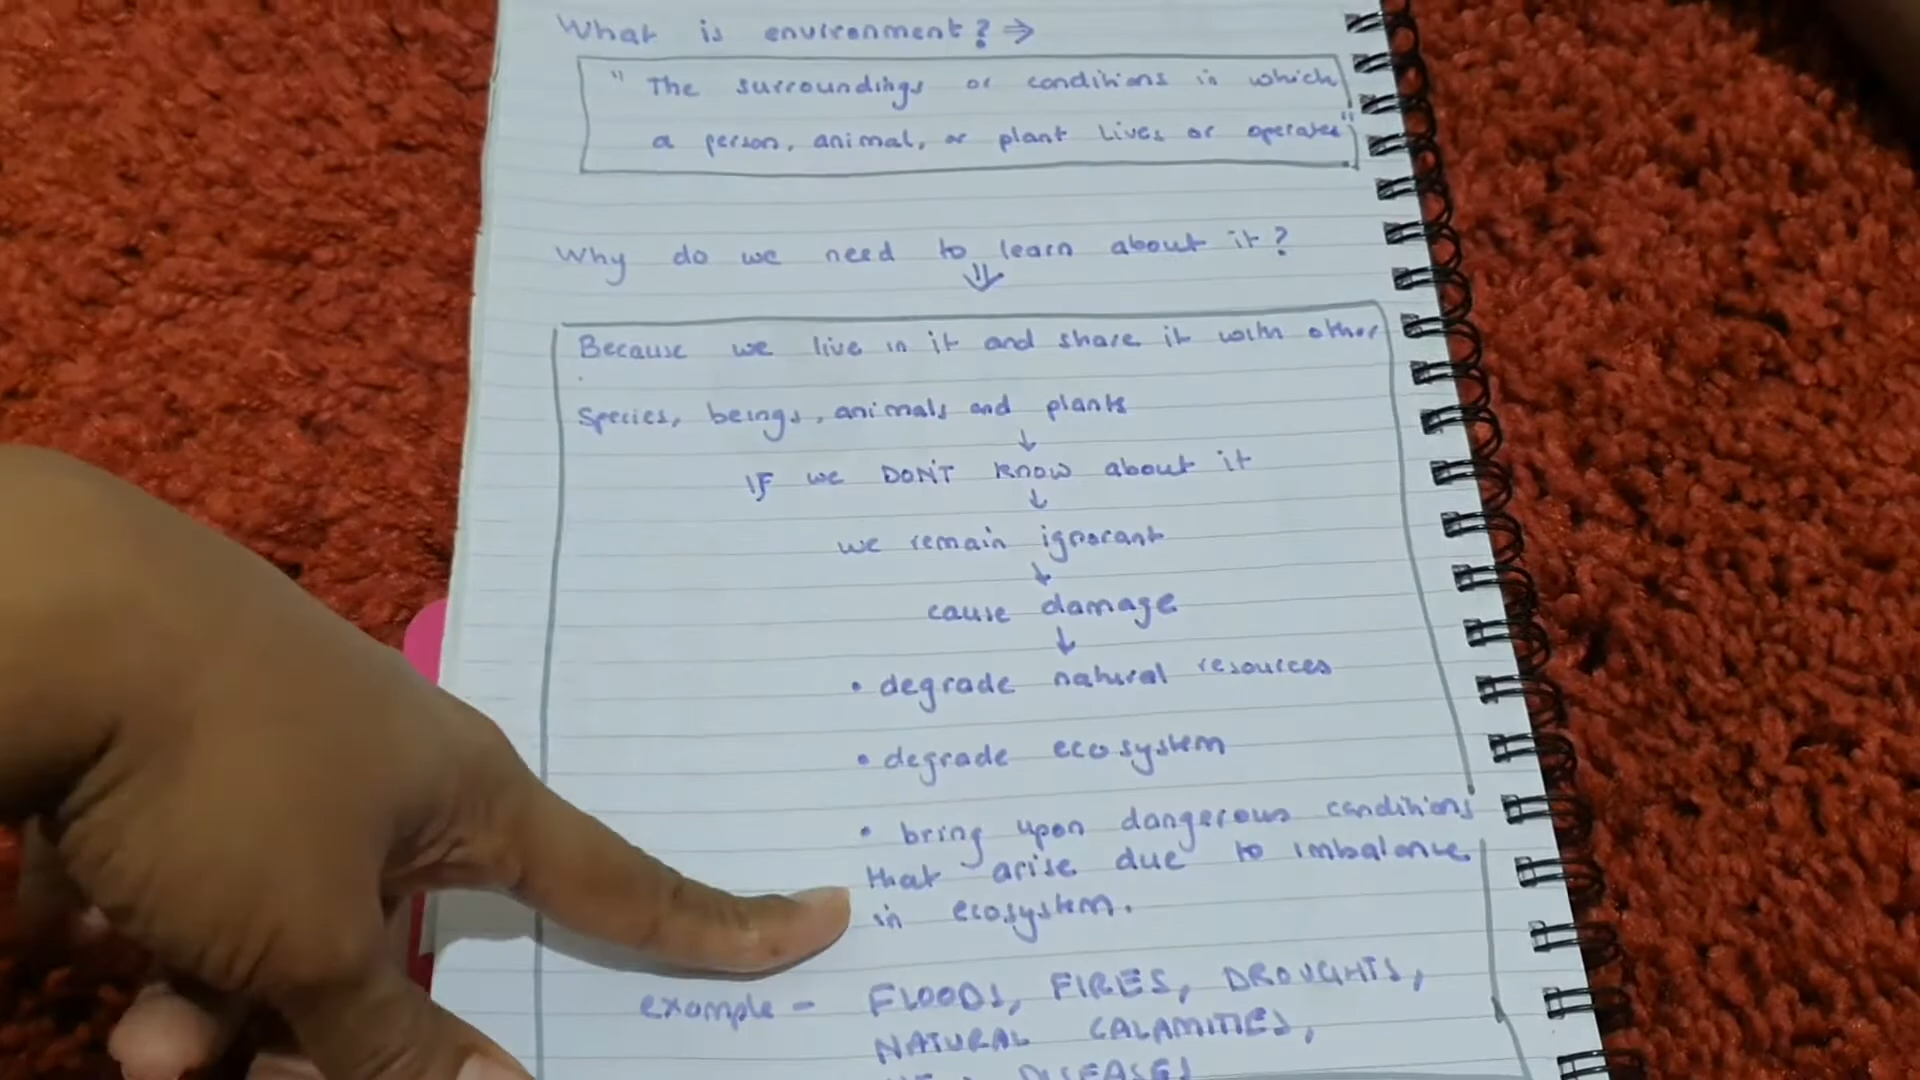 What is environment? ⇒
" The surroundings or conditions in which
a person, animal, or plant lives or operates"
Why do we need to learn about it?
⇓
Because we live in it and share it with other
Species, beings, animals and plants
↓
IF we DON'T know about it
↓
we remain ignorant
↓
cause damage
↓
• degrade natural resources
• degrade ecosystem
• bring upon dangerous conditions
that arise due to imbalance
in ecosystem.
example - FLOODS, FIRES, DROUGHTS,
NATURAL CALAMITIES,
DISEASES